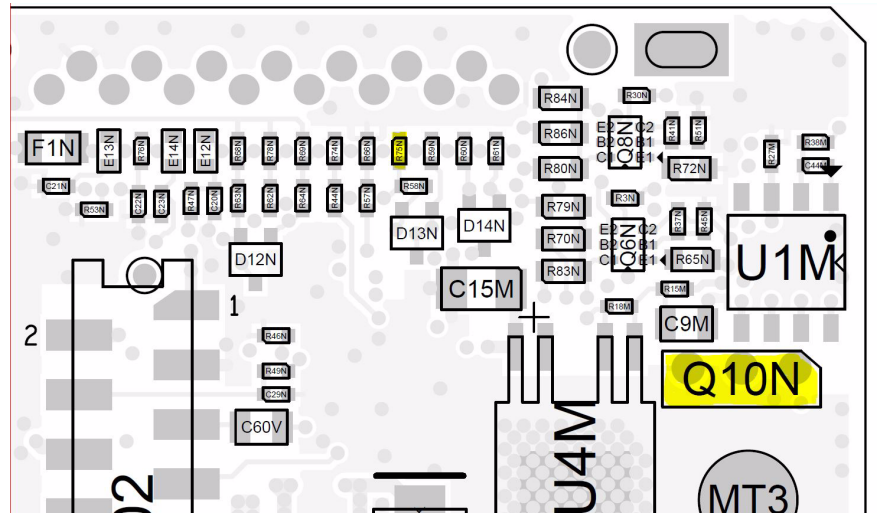 R84N
R30N
R86N
E2
C2
B2
B1
C1
E1
Q8N
R41N
R51N
F1N
E13N
R76N
E14N
E12N
R78N
R69N
R74N
R66N
R75N
R59N
R60N
R61N
R80N
R72N
R27M
R38M
C44M
C21N
R58N
R53N
C22N
C23N
R47N
C20N
R63N
R62N
R64N
R44N
R57N
R79N
R3N
R37N
R45N
D13N
D14N
R70N
E2
C2
B2
B1
C1
E1
Q6N
D12N
R83N
R65N
U1M
C15M
R15M
R18M
C9M
1
2
R46N
R49N
C29N
Q10N
C60V
U4M
MT3